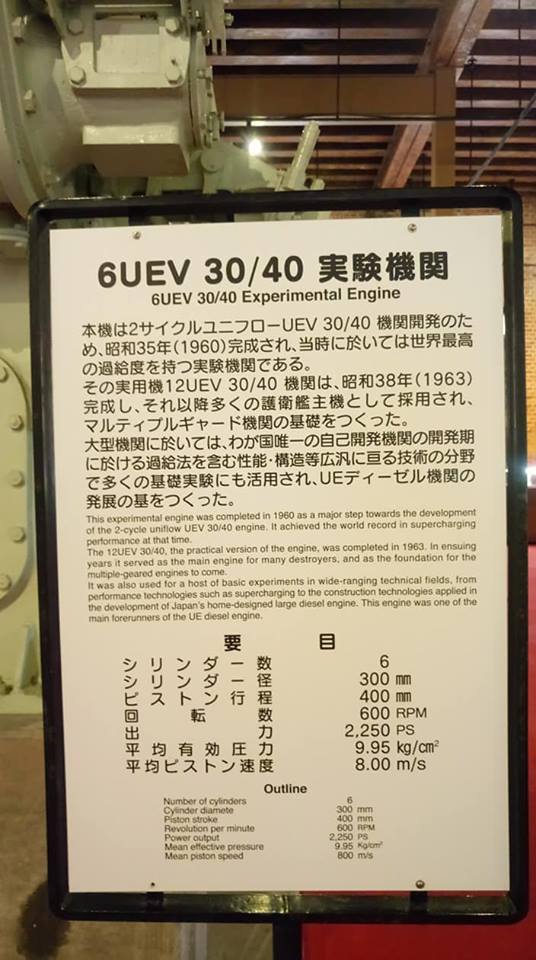 6UEV 30/40 実験機関
6UEV 30/40 Experimental Engine
本機は2サイクルユニフローUEV 30/40 機関開発のた
め、昭和35年(1960)完成され、当時に於いては世界最高
の過給度を持つ実験機関である。
その実用機12UEV 30/40 機関は、昭和38年(1963)
完成し、それ以降多くの護衛艦主機として採用され、
マルティプルギャード機関の基礎をつくった。
大型機関に於いては、わが国唯一の自己開発機関の開発期
に於ける過給法を含む性能・構造等広汎に亘る技術の分野
で多くの基礎実験にも活用され、UEディーゼル機関の
発展の基をつくった。
This experimental engine was completed in 1960 as a major step towards the development
of the 2-cycle uniflow UEV 30/40 engine. It achieved the world record in supercharging
performance at that time.
The 12UEV 30/40, the practical version of the engine, was completed in 1963. In ensuing
years it served as the main engine for many destroyers, and as the foundation for the
multiple-geared engines to come.
It was also used for a host of basic experiments in wide-ranging technical fields, from
performance technologies such as supercharging to the construction technologies applied in
the development of Japan's home-designed large diesel engine. This engine was one of the
main forerunners of the UE diesel engine.
要 目
シリンダー数 6
シリンダー径 300 ㎜
ピストン行程 400 ㎜
回転数 600 RPM
出力 2,250 PS
平均有効圧力 9.95 kg/cm²
平均ピストン速度 8.00 m/s
Outline
Number of cylinders 6
Cylinder diamete 300 mm
Piston stroke 400 mm
Revolution per minute 600 RPM
Power output 2,250 PS
Mean effective pressure 9.95 Kg/cm²
Mean piston speed 800 m/s